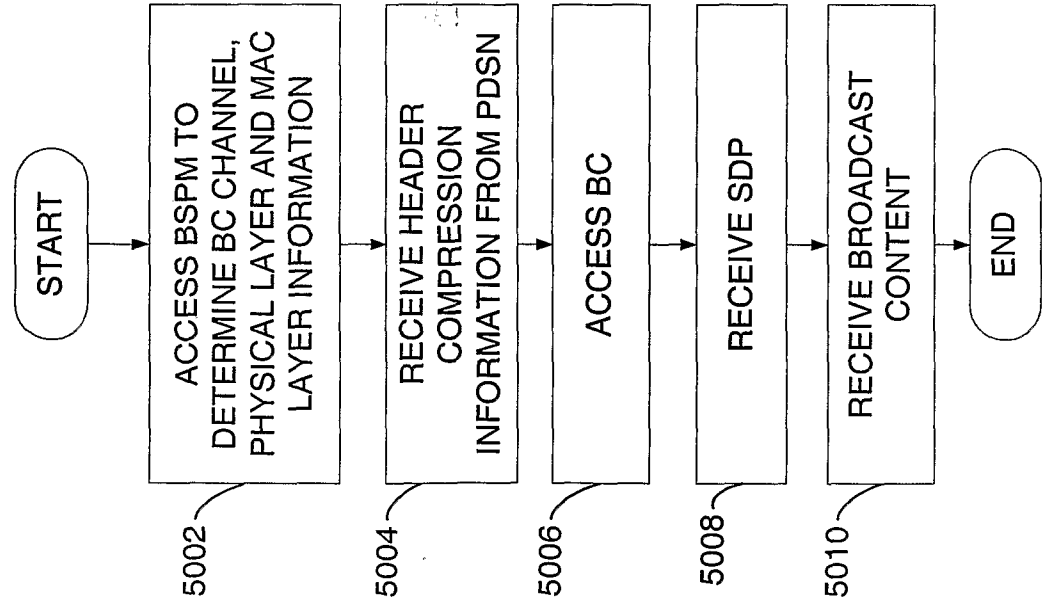 START
5002
ACCESS BSPM TO
DETERMINE BC CHANNEL,
PHYSICAL LAYER AND MAC
LAYER INFORMATION
5004
RECEIVE HEADER
COMPRESSION
INFORMATION FROM PDSN
5006
ACCESS BC
5008
RECEIVE SDP
5010
RECEIVE BROADCAST
CONTENT
END